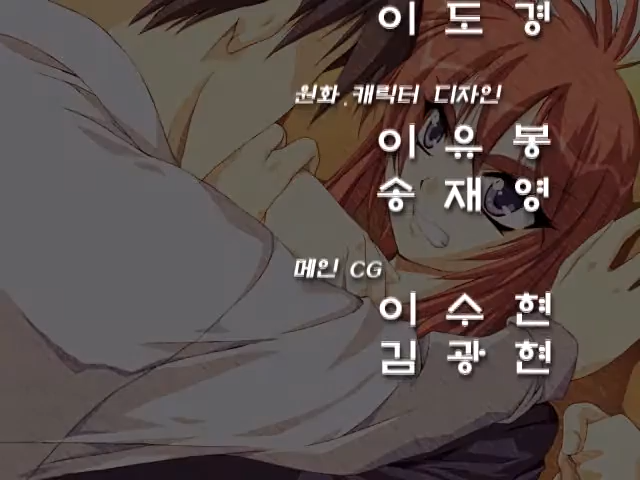 이 도 경
원화, 캐릭터 디자인
이 유 봉
송 재 영
메인 CG
이 수 현
김 광 현